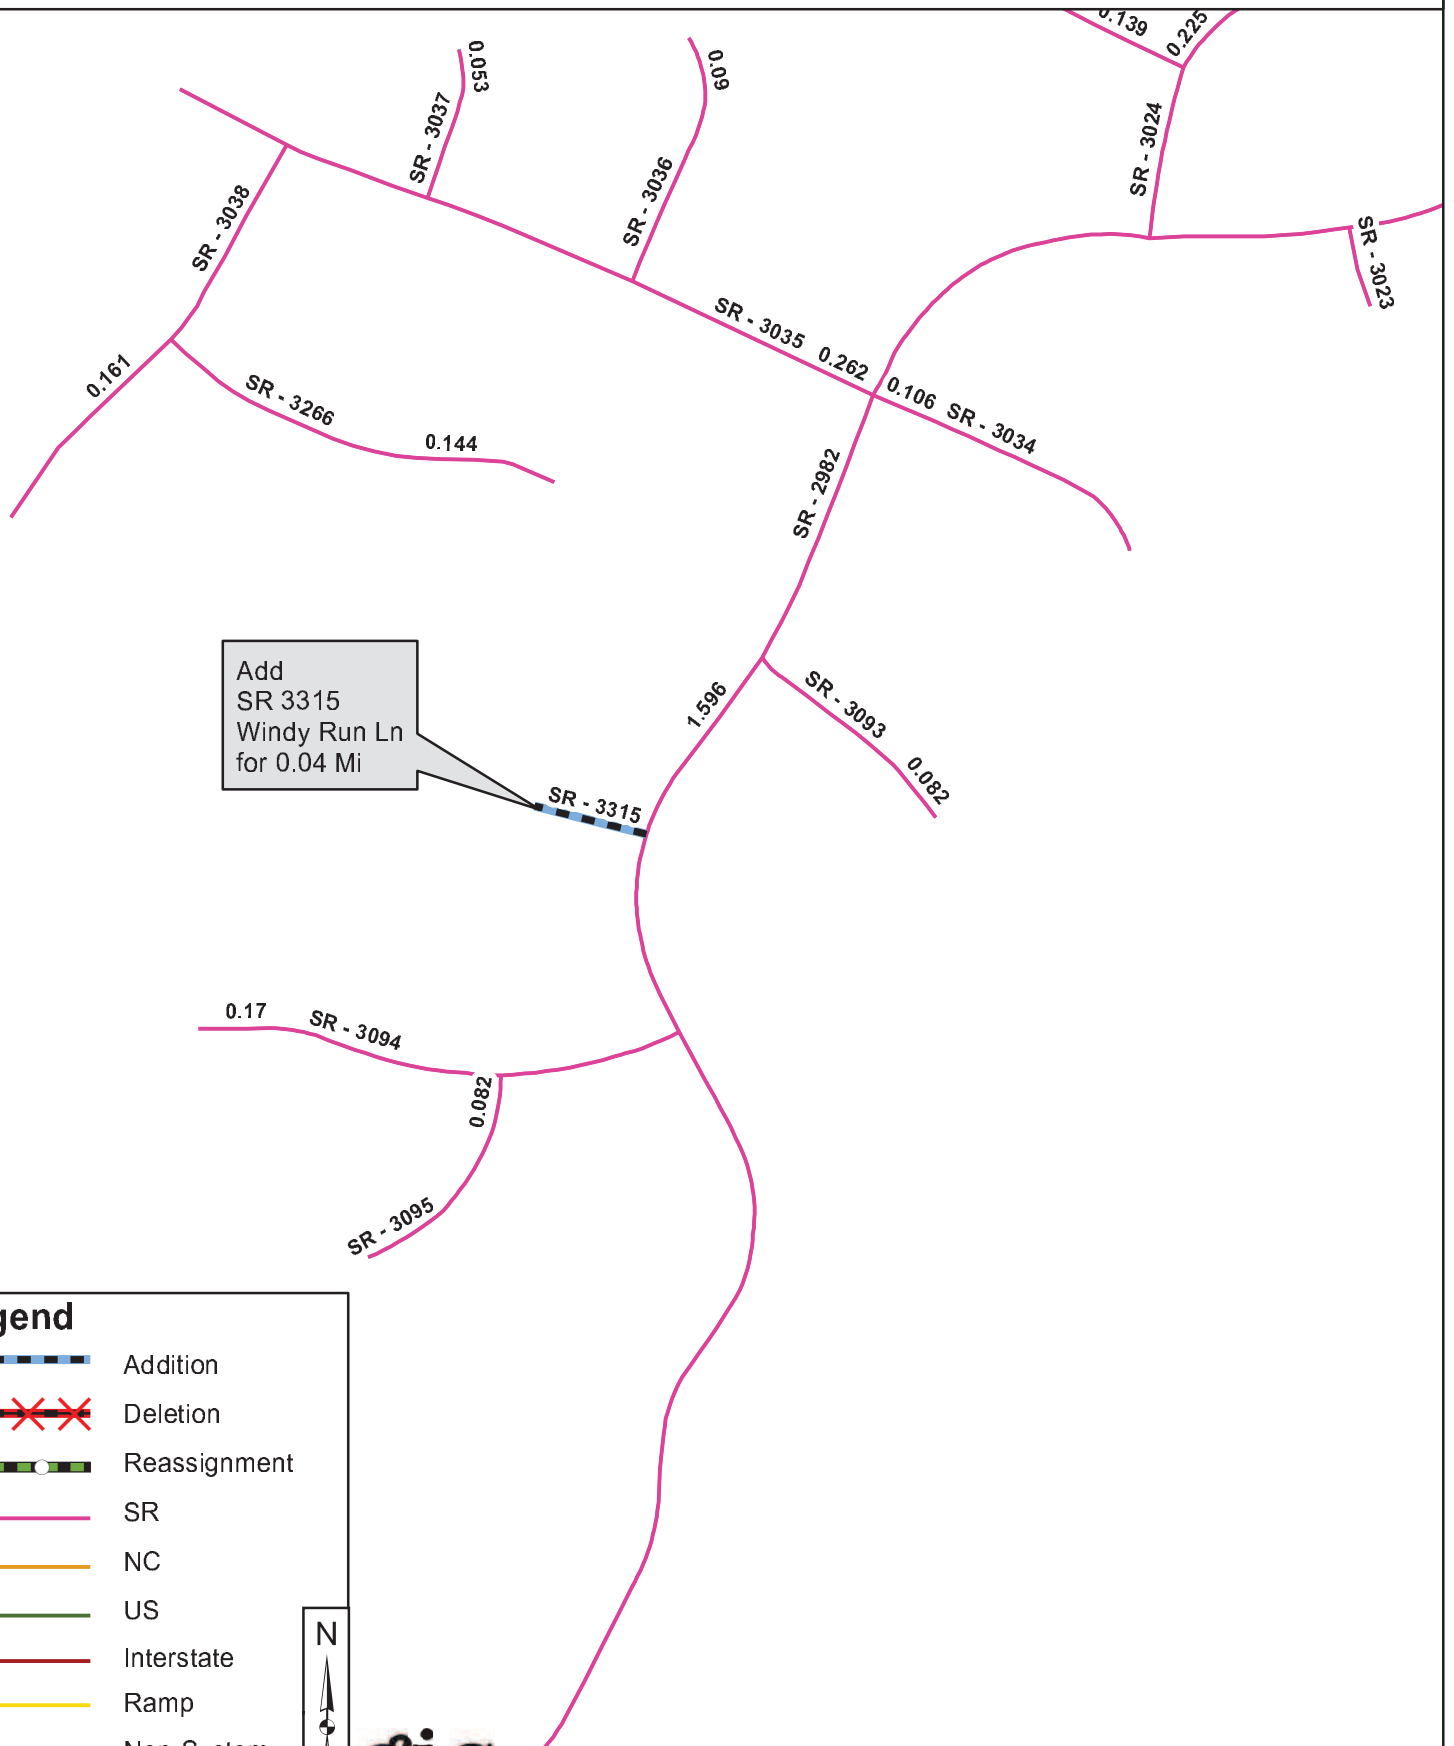 0.139
0.225
0.053
0.09
SR - 3037
SR - 3024
SR - 3036
SR - 3038
SR - 3023
SR - 3035
0.262
0.106
SR - 3034
0.161
SR - 3266
0.144
SR - 2982
Add
SR 3315
Windy Run Ln
for 0.04 Mi
1.596
SR - 3093
0.082
SR - 3315
0.17
SR - 3094
0.082
SR - 3095
gend
Addition
Deletion
Reassignment
SR
NC
US
Interstate
Ramp
N